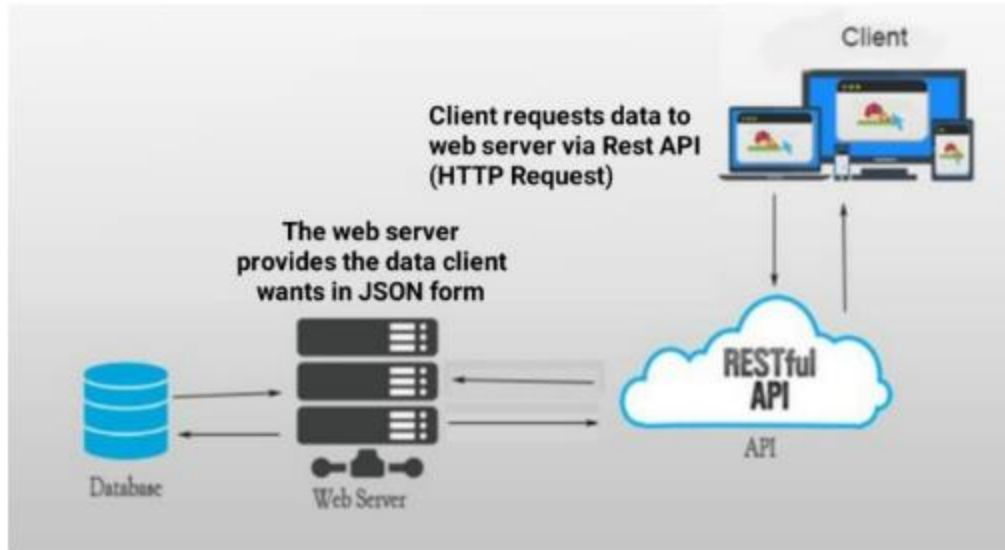 Client
Client requests data to
web server via Rest API
(HTTP Request)
The web server
provides the data client
wants in JSON form
RESTful
API
API
Database
Web Server